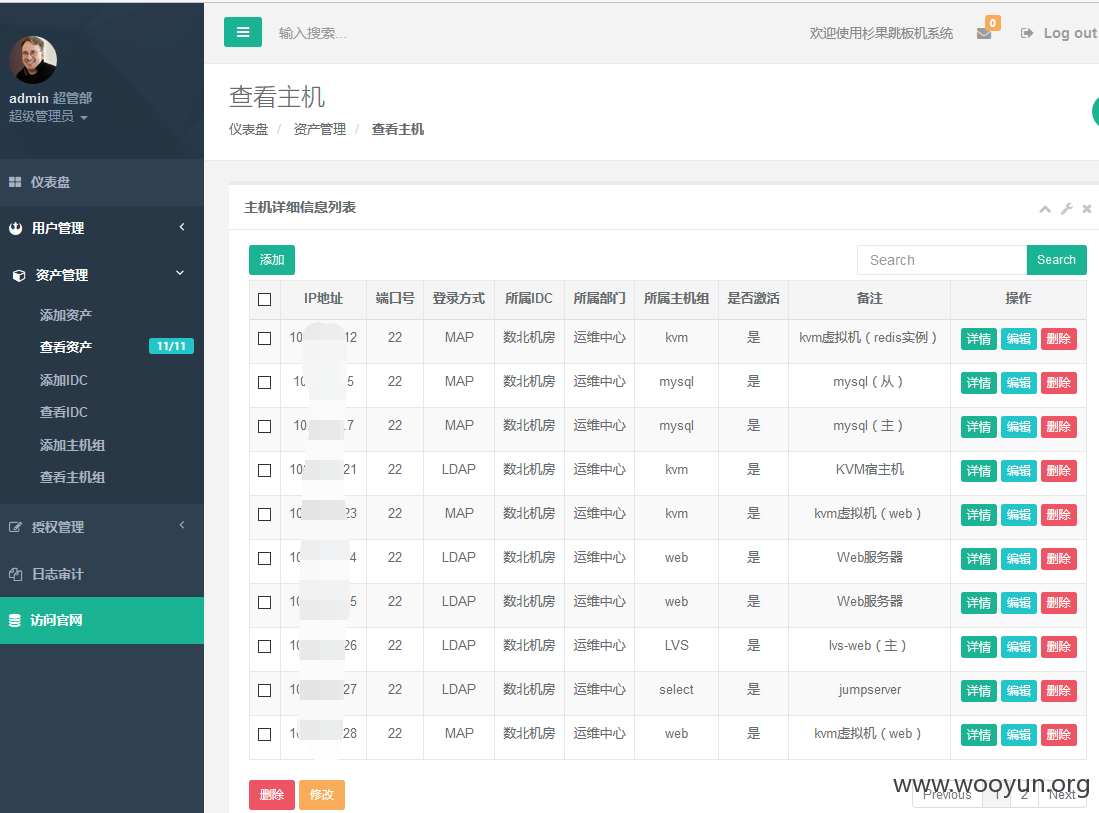 输入搜索...
欢迎使用杉果跳板机系统
0
Log out
admin 超管部
超级管理员
仪表盘
用户管理
资产管理
添加资产
查看资产 11/11
添加IDC
查看IDC
添加主机组
查看主机组
授权管理
日志审计
访问官网
查看主机
仪表盘 / 资产管理 / 查看主机
主机详细信息列表
添加
Search Search
IP地址 端口号 登录方式 所属IDC 所属部门 所属主机组 是否激活 备注 操作
10 12 22 MAP 数北机房 运维中心 kvm 是 kvm虚拟机（redis实例） 详情 编辑 删除
10 5 22 MAP 数北机房 运维中心 mysql 是 mysql（从） 详情 编辑 删除
10. .7 22 MAP 数北机房 运维中心 mysql 是 mysql（主） 详情 编辑 删除
10 21 22 LDAP 数北机房 运维中心 kvm 是 KVM宿主机 详情 编辑 删除
10 23 22 MAP 数北机房 运维中心 kvm 是 kvm虚拟机（web） 详情 编辑 删除
10 4 22 LDAP 数北机房 运维中心 web 是 Web服务器 详情 编辑 删除
10 5 22 LDAP 数北机房 运维中心 web 是 Web服务器 详情 编辑 删除
10 26 22 LDAP 数北机房 运维中心 LVS 是 lvs-web（主） 详情 编辑 删除
10 27 22 LDAP 数北机房 运维中心 select 是 jumpserver 详情 编辑 删除
10 28 22 MAP 数北机房 运维中心 web 是 kvm虚拟机（web） 详情 编辑 删除
删除 修改
Previous 1 2 Next
www.wooyun.org